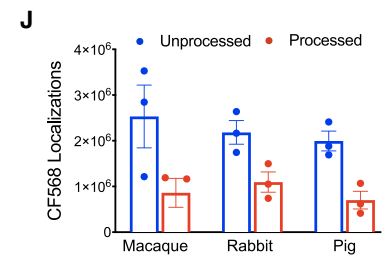 J
Unprocessed Processed
CF568 Localizations
4×10⁶
3×10⁶
2×10⁶
1×10⁶
0
Macaque Rabbit Pig